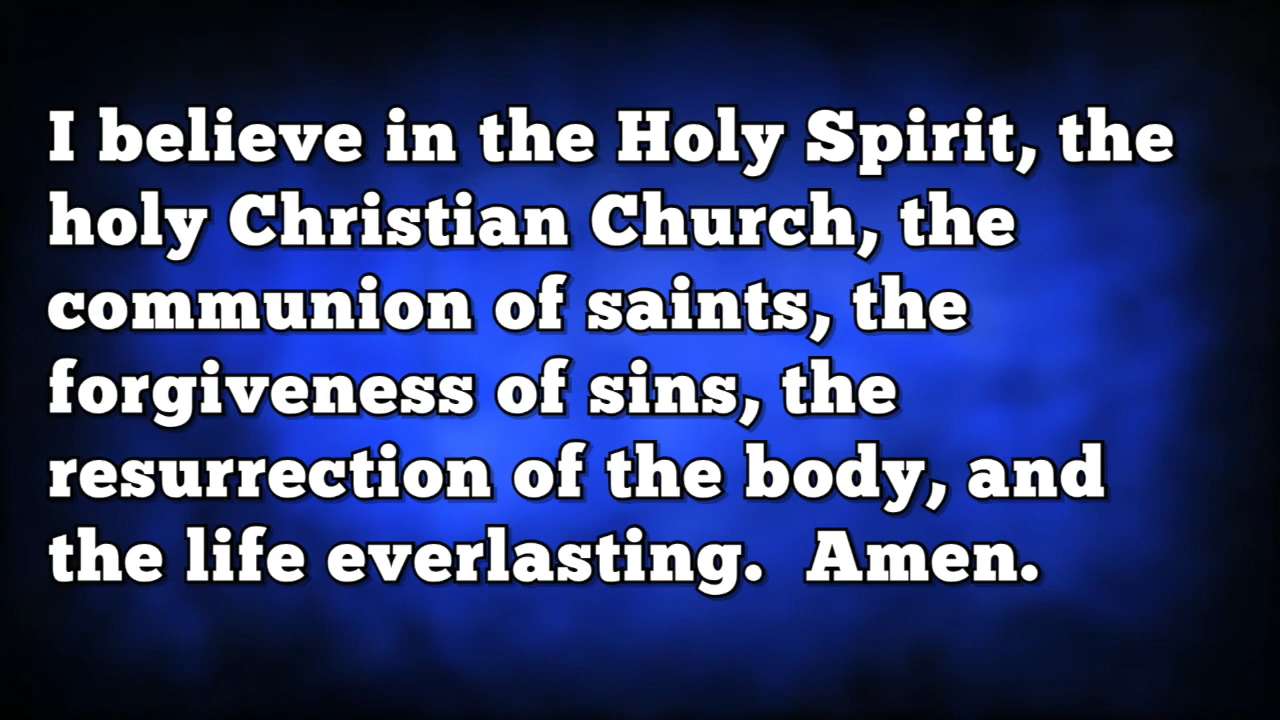 I believe in the Holy Spirit, the
holy Christian Church, the
communion of saints, the
forgiveness of sins, the
resurrection of the body, and
the life everlasting.  Amen.